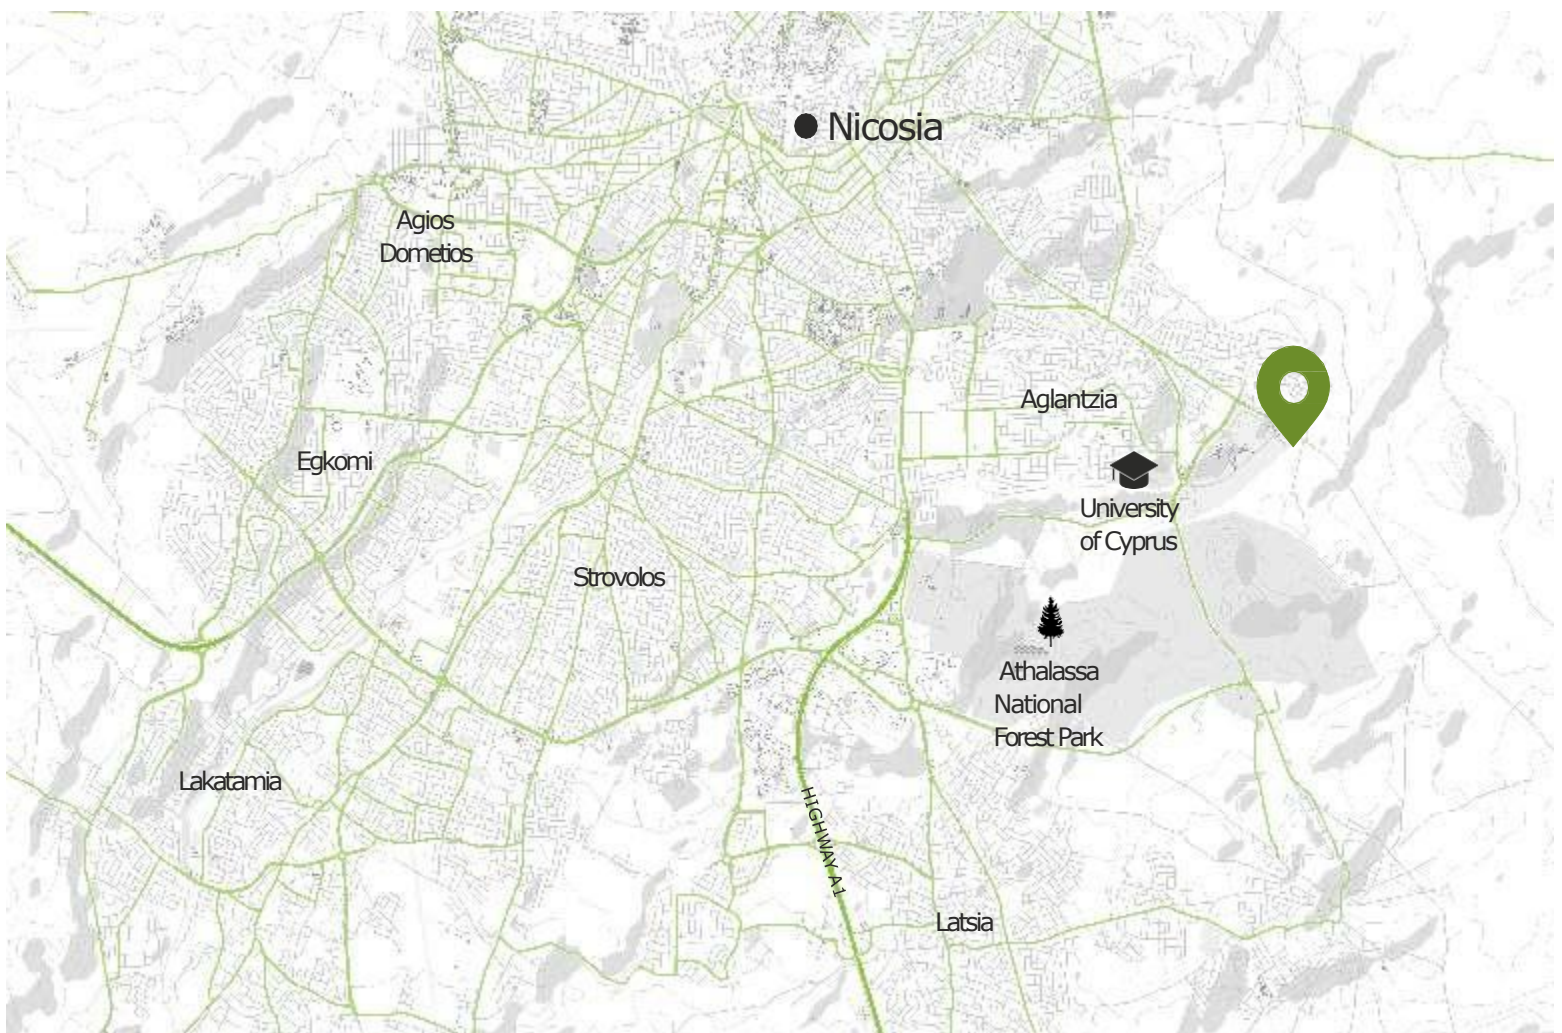 Nicosia
Agios
Dometios
Aglantzia
Egkomi
University
of Cyprus
Strovolos
Athalassa
National
Forest Park
Lakatamia
HIGHWAY A1
Latsia